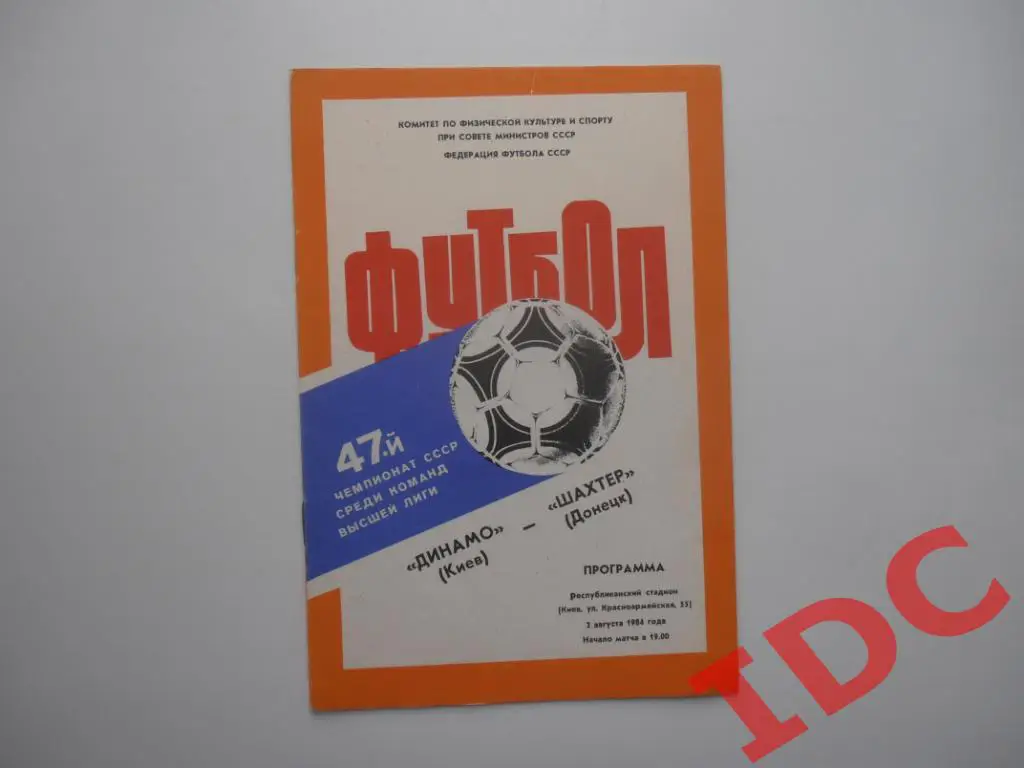 КОМИТЕТ ПО ФИЗИЧЕСКОЙ КУЛЬТУРЕ И СПОРТУ
ПРИ СОВЕТЕ МИНИСТРОВ СССР
ФЕДЕРАЦИЯ ФУТБОЛА СССР
ФУТБОЛ
47-й
ЧЕМПИОНАТ СССР
СРЕДИ КОМАНД
ВЫСШЕЙ ЛИГИ
«ДИНАМО» — «ШАХТЕР»
(Киев) (Донецк)
ПРОГРАММА
Республиканский стадион
(Киев, ул. Красноармейская, 55)
августа 1984 года
Начало матча в 19.00
IDC